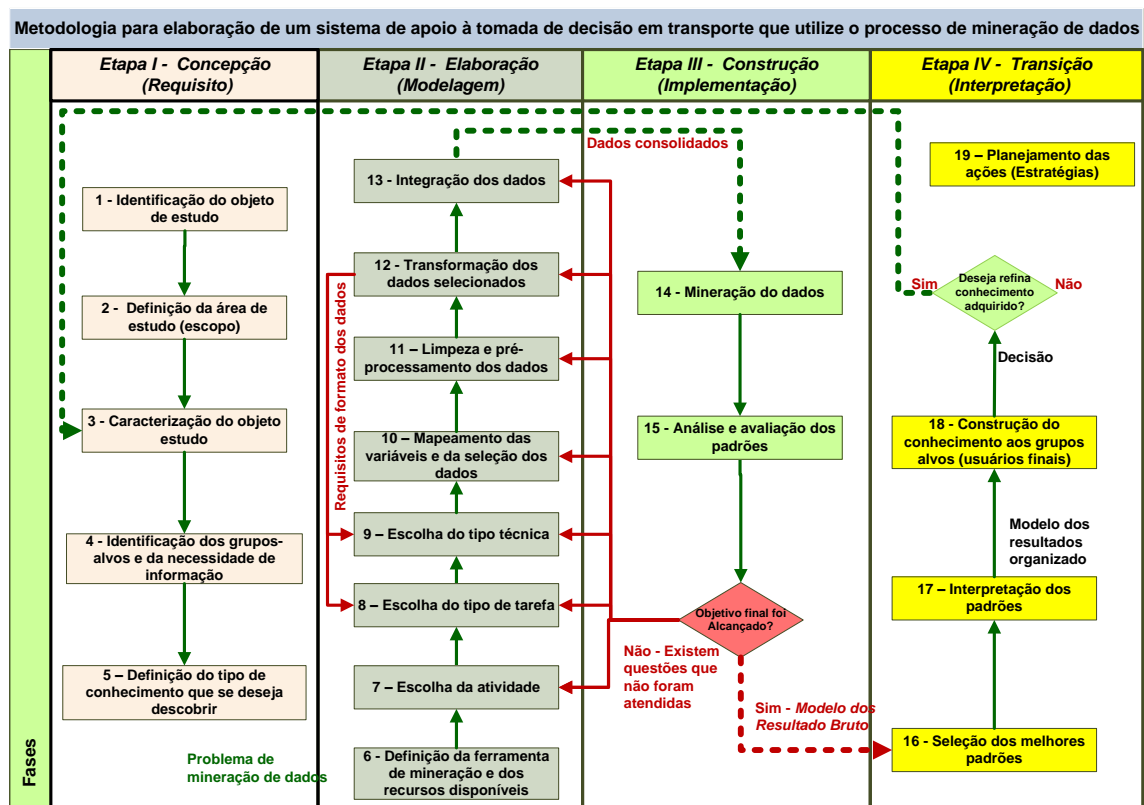 Metodologia para elaboração de um sistema de apoio à tomada de decisão em transporte que utilize o processo de mineração de dados
Fases
Etapa I - Concepção
(Requisito)
1 - Identificação do objeto
de estudo
2 - Definição da área de
estudo (escopo)
3 - Caracterização do objeto
estudo
4 - Identificação dos grupos-
alvos e da necessidade de
informação
5 – Definição do tipo de
conhecimento que se deseja
descobrir
Problema de
mineração de dados
Etapa II - Elaboração
(Modelagem)
13 - Integração dos dados
12 - Transformação dos
dados selecionados
11 – Limpeza e pré-
processamento dos dados
10 – Mapeamento das
variáveis e da seleção dos
dados
9 – Escolha do tipo técnica
8 – Escolha do tipo de tarefa
7 – Escolha da atividade
6 – Definição da ferramenta
de mineração e dos
recursos disponíveis
Requisitos de formato dos dados
Etapa III - Construção
(Implementação)
Dados consolidados
14 - Mineração do dados
15 - Análise e avaliação dos
padrões
Objetivo final foi
Alcançado?
Não - Existem
questões que
não foram
atendidas
Sim - Modelo dos
Resultado Bruto
Etapa IV - Transição
(Interpretação)
19 – Planejamento das
ações (Estratégias)
Sim
Deseja refina
conhecimento
adquirido?
Não
Decisão
18 - Construção do
conhecimento aos grupos
alvos (usuários finais)
Modelo dos
resultados
organizado
17 – Interpretação dos
padrões
16 - Seleção dos melhores
padrões